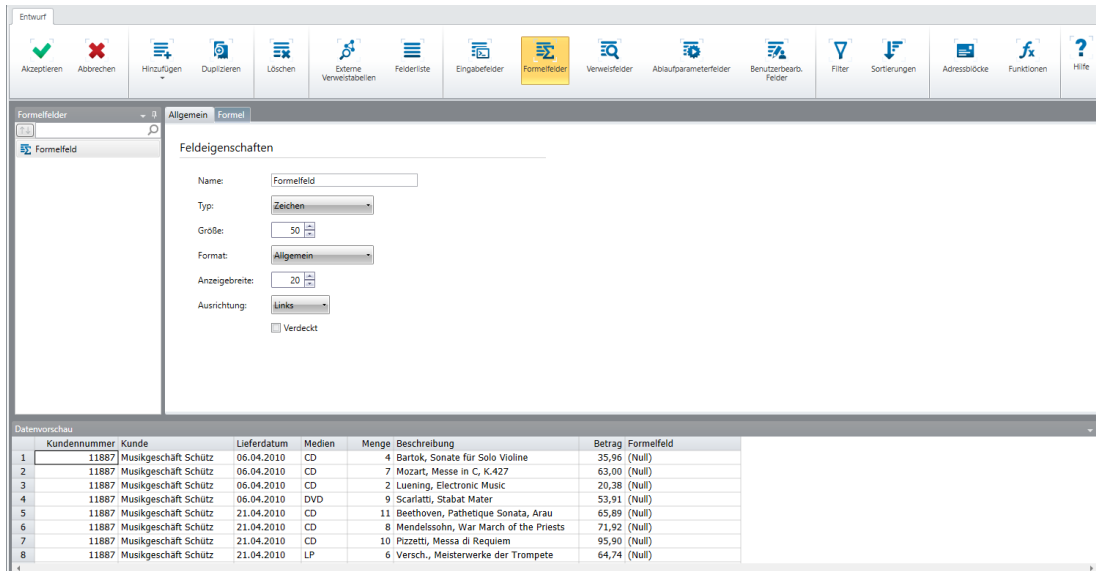 Entwurf
Akzeptieren Abbrechen Hinzufügen Duplizieren Löschen Externe Verweistabellen Felderliste Eingabefelder Formelfelder Verweisfelder Ablaufparameterfelder Benutzerbearb. Felder Filter Sortierungen Adressblöcke Funktionen Hilfe
Formelfelder
Formelfeld
Allgemein Formel
Feldeigenschaften
Name: Formelfeld
Typ: Zeichen
Größe: 50
Format: Allgemein
Anzeigebreite: 20
Ausrichtung: Links
Verdeckt
Datenvorschau
Kundennummer Kunde Lieferdatum Medien Menge Beschreibung Betrag Formelfeld
1 11887 Musikgeschäft Schütz 06.04.2010 CD 4 Bartok, Sonate für Solo Violine 35,96 (Null)
2 11887 Musikgeschäft Schütz 06.04.2010 CD 7 Mozart, Messe in C, K.427 63,00 (Null)
3 11887 Musikgeschäft Schütz 06.04.2010 CD 2 Luening, Electronic Music 20,38 (Null)
4 11887 Musikgeschäft Schütz 06.04.2010 DVD 9 Scarlatti, Stabat Mater 53,91 (Null)
5 11887 Musikgeschäft Schütz 21.04.2010 CD 11 Beethoven, Pathetique Sonata, Arau 65,89 (Null)
6 11887 Musikgeschäft Schütz 21.04.2010 CD 8 Mendelssohn, War March of the Priests 71,92 (Null)
7 11887 Musikgeschäft Schütz 21.04.2010 CD 10 Pizzetti, Messa di Requiem 95,90 (Null)
8 11887 Musikgeschäft Schütz 21.04.2010 LP 6 Versch., Meisterwerke der Trompete 64,74 (Null)